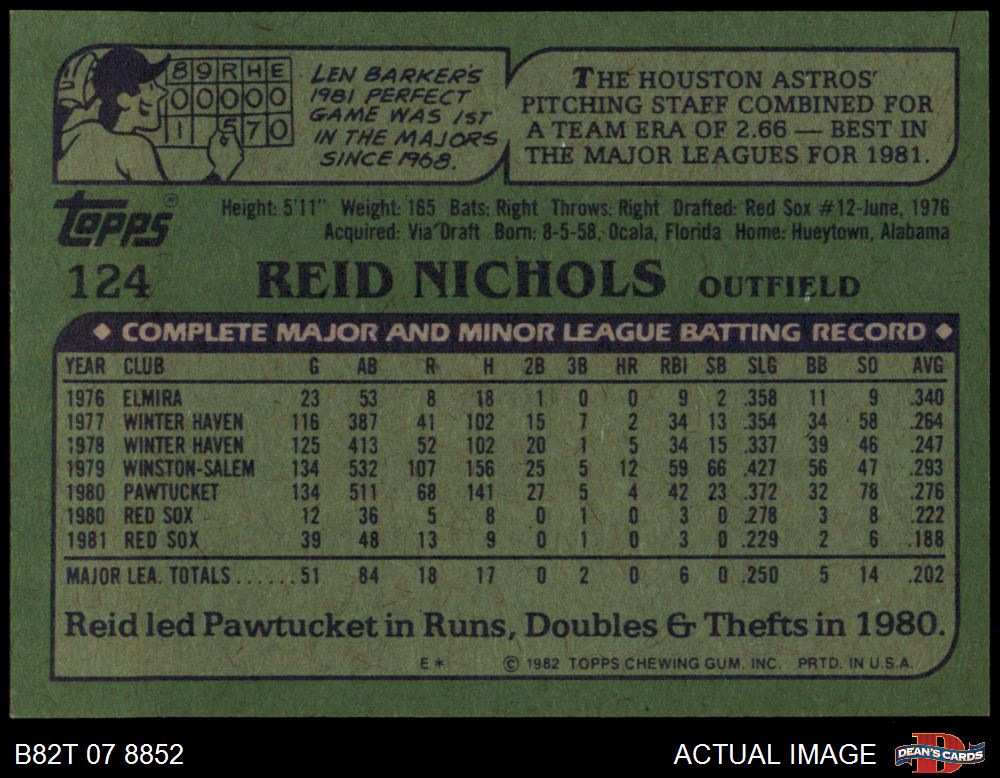 8 9 R H E
0 0 0 0 0
1 5 7 0
LEN BARKER'S
1981 PERFECT
GAME WAS 1ST
IN THE MAJORS
SINCE 1968.
THE HOUSTON ASTROS'
PITCHING STAFF COMBINED FOR
A TEAM ERA OF 2.66 — BEST IN
THE MAJOR LEAGUES FOR 1981.
Topps®
Height: 5'11" Weight: 165 Bats: Right Throws: Right Drafted: Red Sox #12-June, 1976
Acquired: Via Draft Born: 8-5-58, Ocala, Florida Home: Hueytown, Alabama
124 REID NICHOLS OUTFIELD
◆ COMPLETE MAJOR AND MINOR LEAGUE BATTING RECORD ◆
YEAR CLUB G AB R H 2B 3B HR RBI SB SLG BB SO AVG
1976 ELMIRA 23 53 8 18 1 0 0 9 2 .358 11 9 .340
1977 WINTER HAVEN 116 387 41 102 15 7 2 34 13 .354 34 58 .264
1978 WINTER HAVEN 125 413 52 102 20 1 5 34 15 .337 39 46 .247
1979 WINSTON-SALEM 134 532 107 156 25 5 12 59 66 .427 56 47 .293
1980 PAWTUCKET 134 511 68 141 27 5 4 42 23 .372 32 78 .276
1980 RED SOX 12 36 5 8 0 1 0 3 0 .278 3 8 .222
1981 RED SOX 39 48 13 9 0 1 0 3 0 .229 2 6 .188
MAJOR LEA. TOTALS......51 84 18 17 0 2 0 6 0 .250 5 14 .202
Reid led Pawtucket in Runs, Doubles & Thefts in 1980.
E* © 1982 TOPPS CHEWING GUM, INC. PRTD. IN U.S.A.
B82T 07 8852 ACTUAL IMAGE DEAN'S CARDS